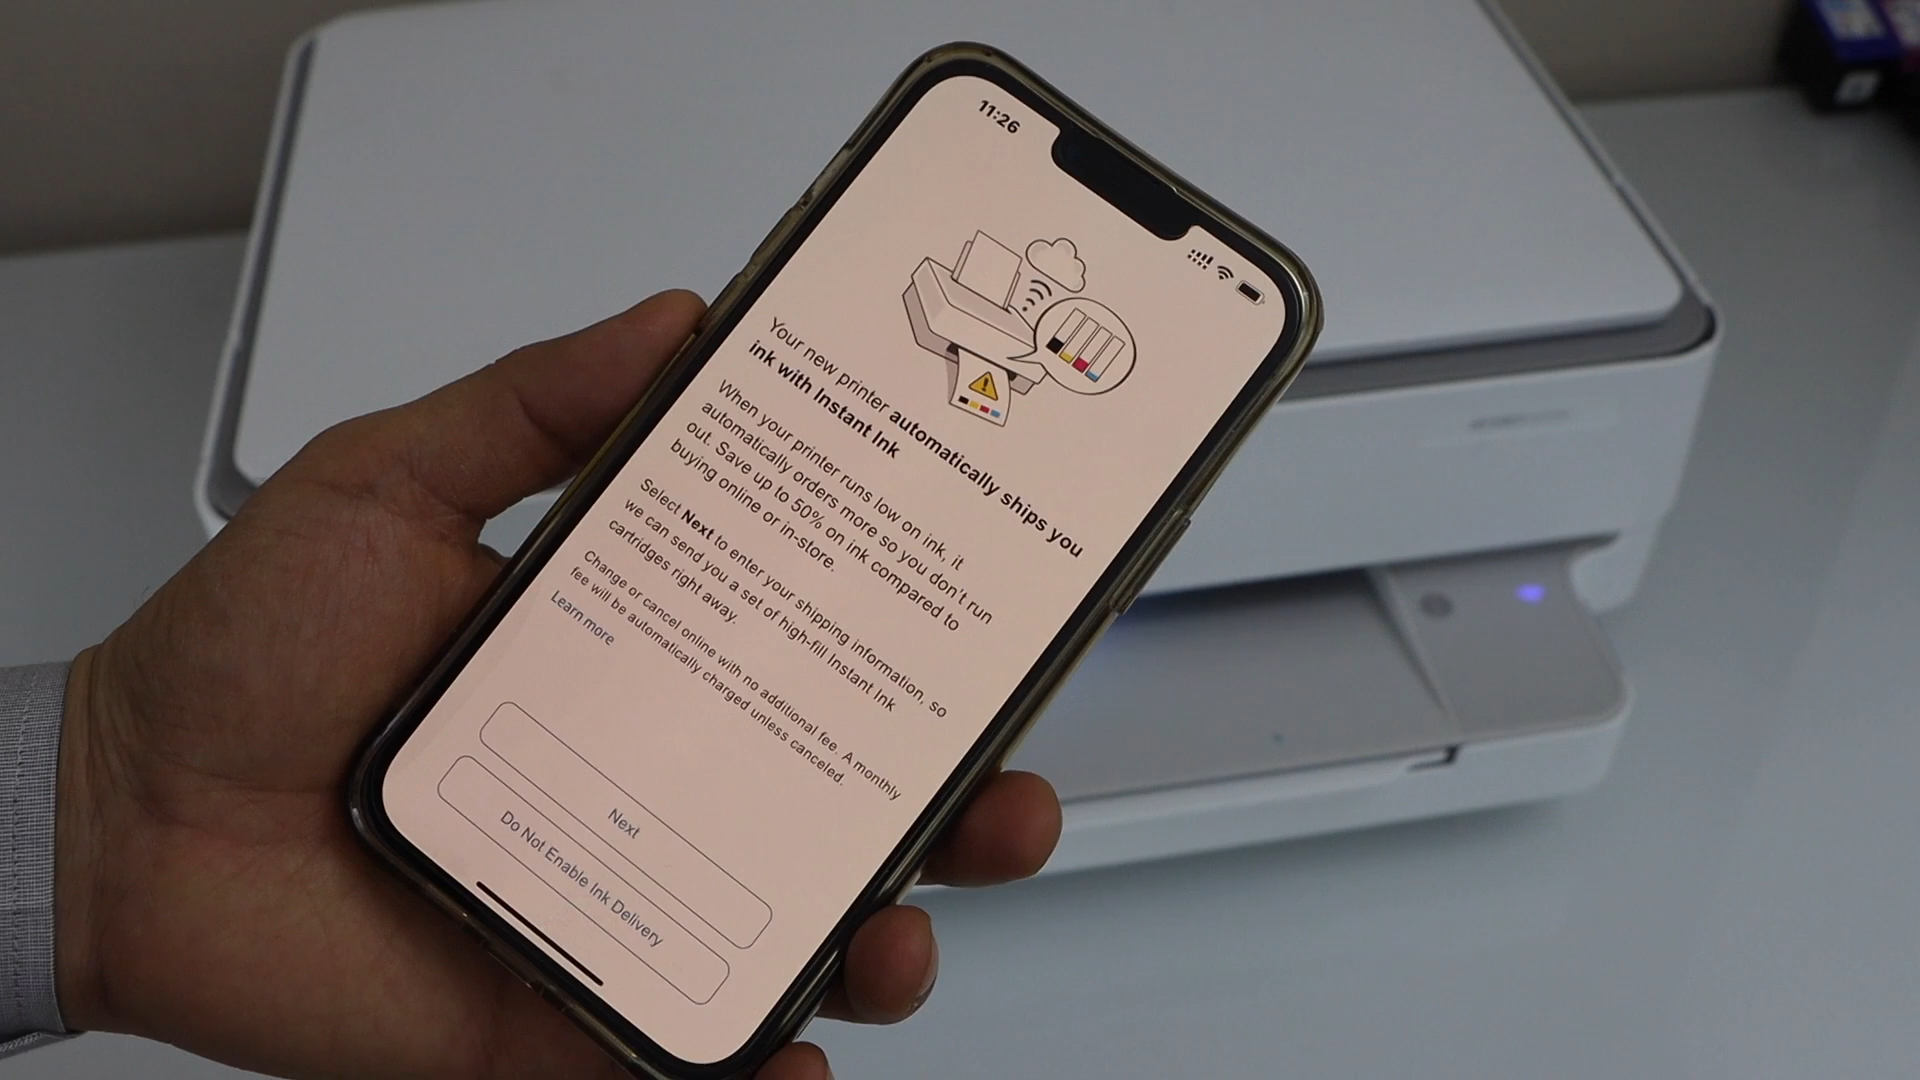 11:26
Your new printer automatically ships you
ink with Instant Ink
When your printer runs low on ink, it
automatically orders more so you don't run
out. Save up to 50% on ink compared to
buying online or in-store.
Select Next to enter your shipping information, so
we can send you a set of high-fill Instant Ink
cartridges right away.
Change or cancel online with no additional fee. A monthly
fee will be automatically charged unless canceled.
Learn more
Next
Do Not Enable Ink Delivery